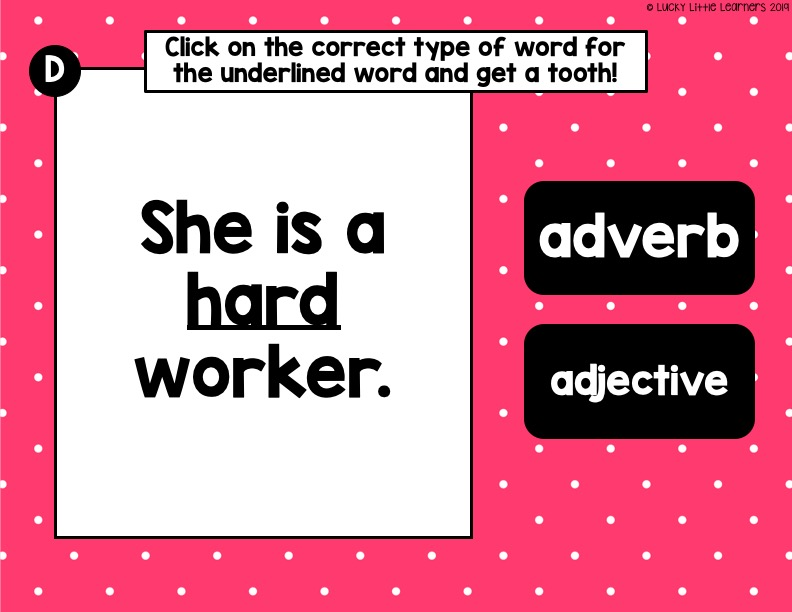 © Lucky Little Learners 2019
Click on the correct type of word for
the underlined word and get a tooth!
D
She is a
hard
worker.
adverb
adjective